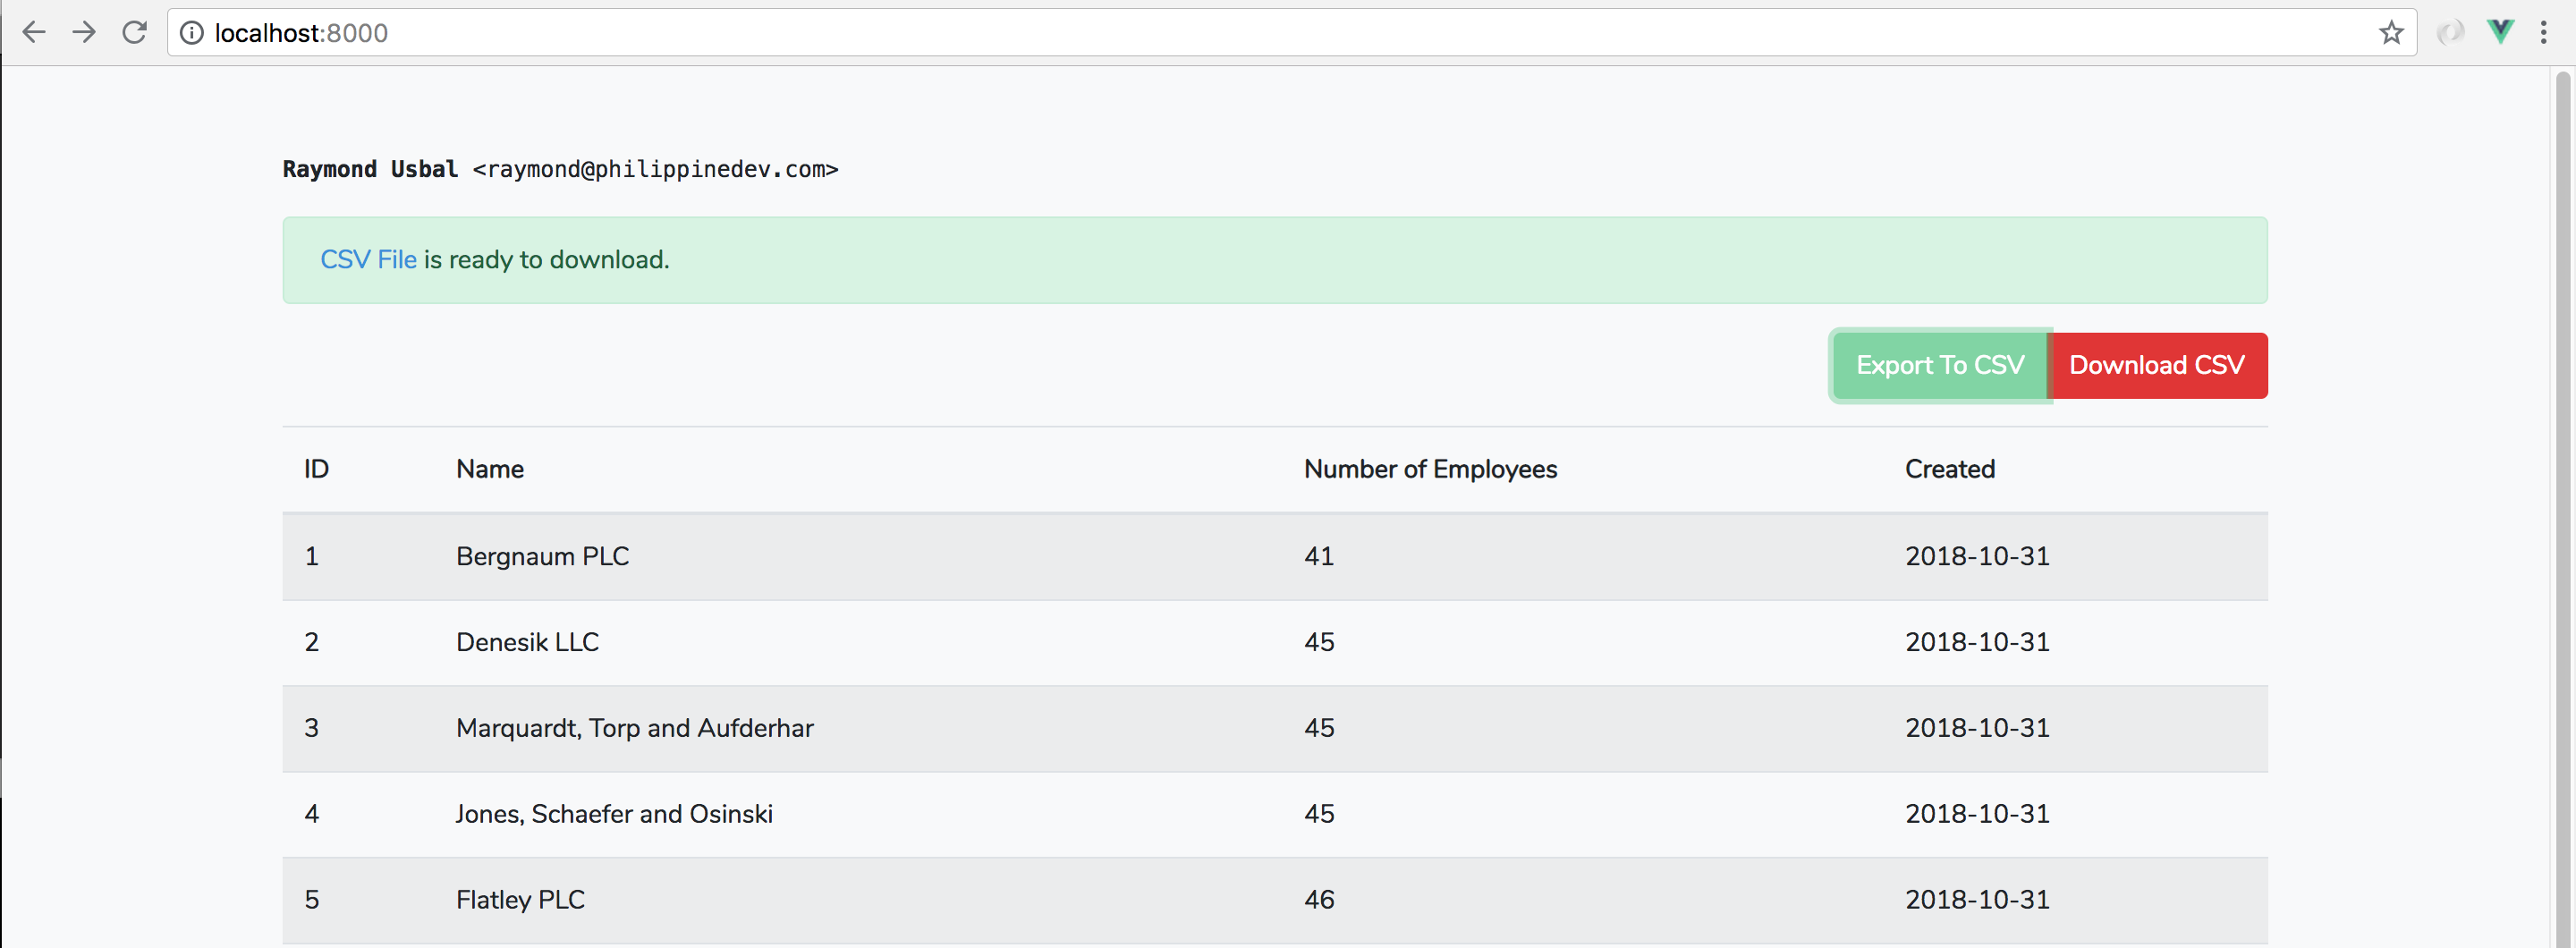 localhost:8000
Raymond Usbal <raymond@philippinedev.com>
CSV File is ready to download.
Export To CSV Download CSV
ID Name Number of Employees Created
1 Bergnaum PLC 41 2018-10-31
2 Denesik LLC 45 2018-10-31
3 Marquardt, Torp and Aufderhar 45 2018-10-31
4 Jones, Schaefer and Osinski 45 2018-10-31
5 Flatley PLC 46 2018-10-31